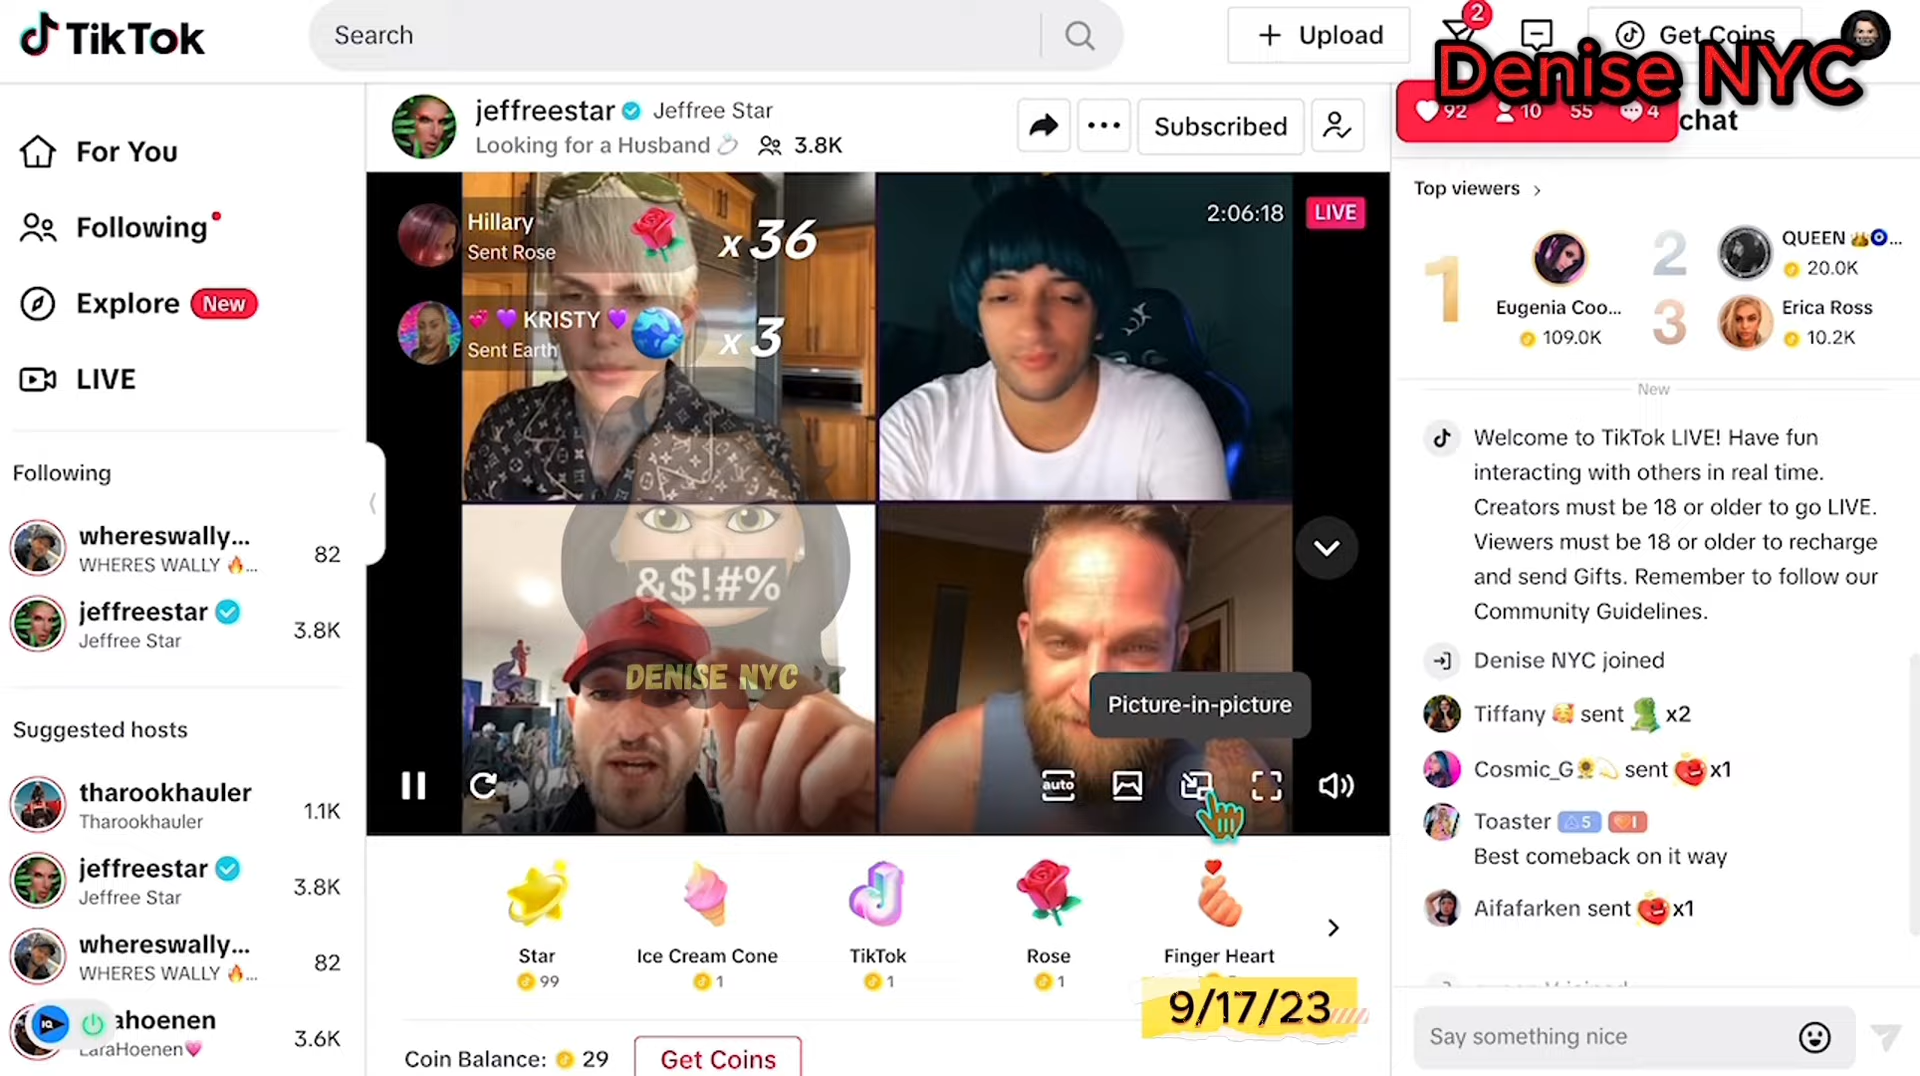 TikTok
Search
Upload
2
Get Coins
Denise NYC
92 10 55 4
chat
For You
Following
Explore New
LIVE
Following
whereswally...
WHERES WALLY 🔥...
82
jeffreestar
Jeffree Star
3.8K
Suggested hosts
tharookhauler
Tharookhauler
1.1K
jeffreestar
Jeffree Star
3.8K
whereswally...
WHERES WALLY 🔥...
82
ahoenen
LaraHoenen💗
3.6K
jeffreestar Jeffree Star
Looking for a Husband 💍 3.8K
Subscribed
Hillary
Sent Rose
x 36
💕 💜 KRISTY 💜
Sent Earth
x 3
2:06:18
LIVE
&$!#%
DENISE NYC
Picture-in-picture
auto
Star
99
Ice Cream Cone
1
TikTok
1
Rose
1
Finger Heart
9/17/23
Coin Balance: 29
Get Coins
Top viewers
1
Eugenia Coo...
109.0K
2
QUEEN 👑🧿...
20.0K
3
Erica Ross
10.2K
New
Welcome to TikTok LIVE! Have fun
interacting with others in real time.
Creators must be 18 or older to go LIVE.
Viewers must be 18 or older to recharge
and send Gifts. Remember to follow our
Community Guidelines.
Denise NYC joined
Tiffany 🥰 sent x2
Cosmic_G🌻💫 sent x1
Toaster 5 I
Best comeback on it way
Aifafarken sent x1
Say something nice